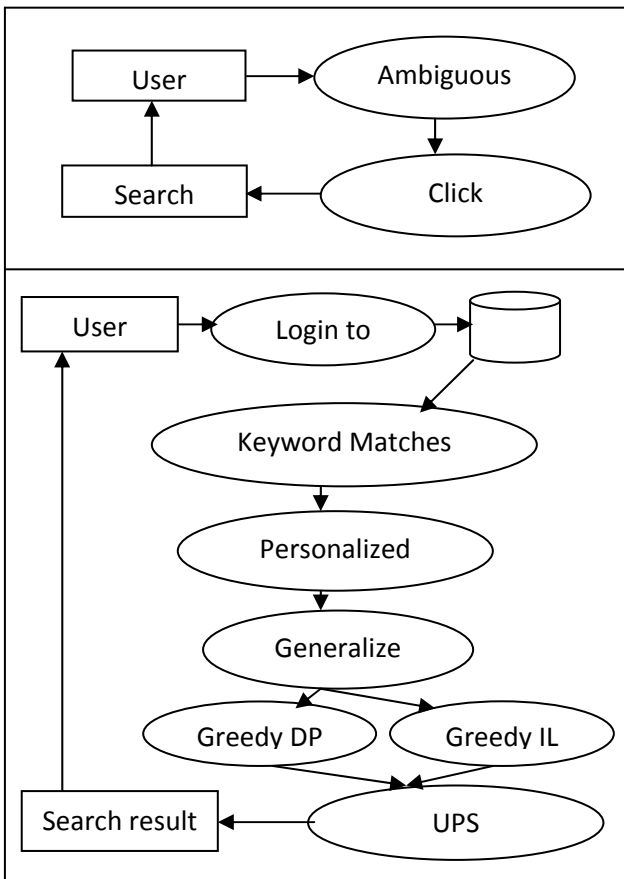 User
Ambiguous
Search
Click
User
Login to
Keyword Matches
Personalized
Generalize
Greedy DP
Greedy IL
Search result
UPS